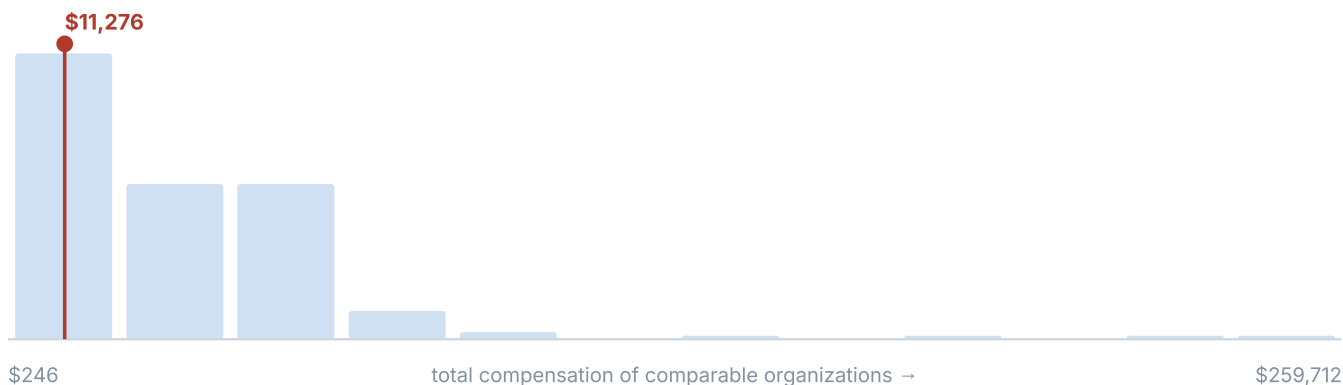 $11,276
$246 total compensation of comparable organizations → $259,712